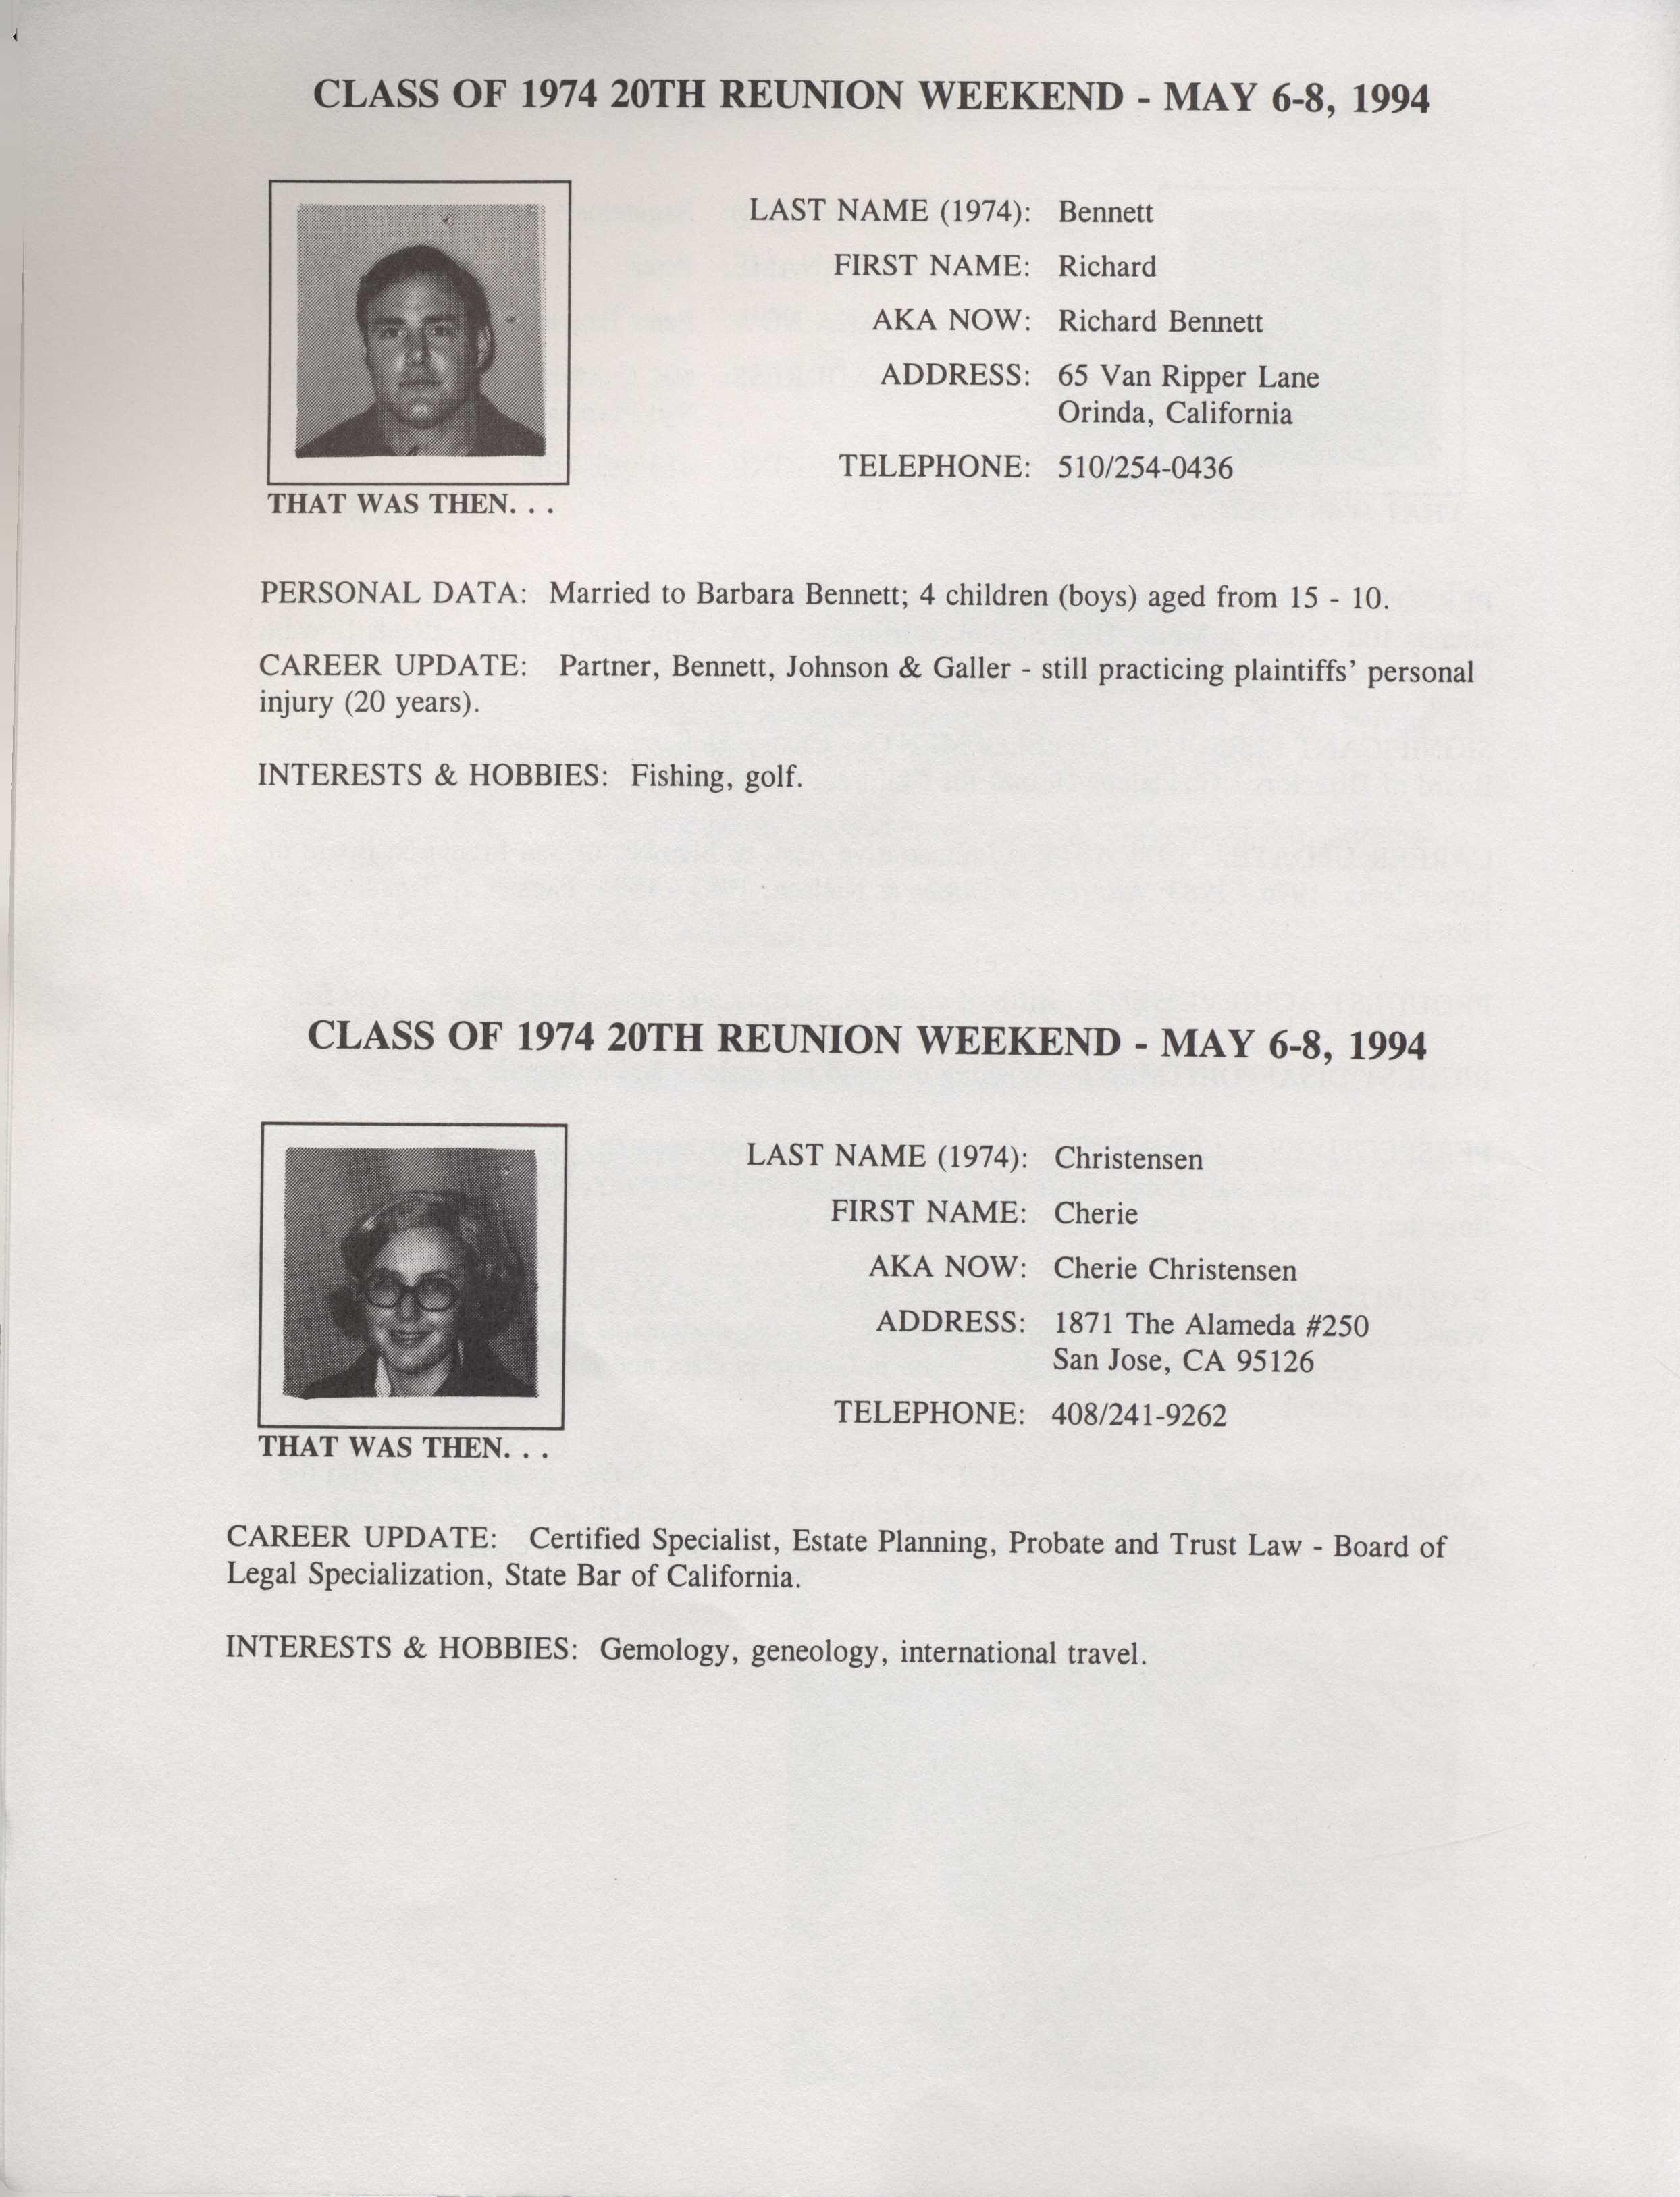 CLASS OF 1974 20TH REUNION WEEKEND - MAY 6-8, 1994
LAST NAME (1974): Bennett
FIRST NAME: Richard
AKA NOW: Richard Bennett
ADDRESS: 65 Van Ripper Lane
Orinda, California
TELEPHONE: 510/254-0436
THAT WAS THEN. . .
PERSONAL DATA: Married to Barbara Bennett; 4 children (boys) aged from 15 - 10.
CAREER UPDATE: Partner, Bennett, Johnson & Galler - still practicing plaintiffs' personal
injury (20 years).
INTERESTS & HOBBIES: Fishing, golf.
CLASS OF 1974 20TH REUNION WEEKEND - MAY 6-8, 1994
LAST NAME (1974): Christensen
FIRST NAME: Cherie
AKA NOW: Cherie Christensen
ADDRESS: 1871 The Alameda #250
San Jose, CA 95126
TELEPHONE: 408/241-9262
THAT WAS THEN. . .
CAREER UPDATE: Certified Specialist, Estate Planning, Probate and Trust Law - Board of
Legal Specialization, State Bar of California.
INTERESTS & HOBBIES: Gemology, geneology, international travel.